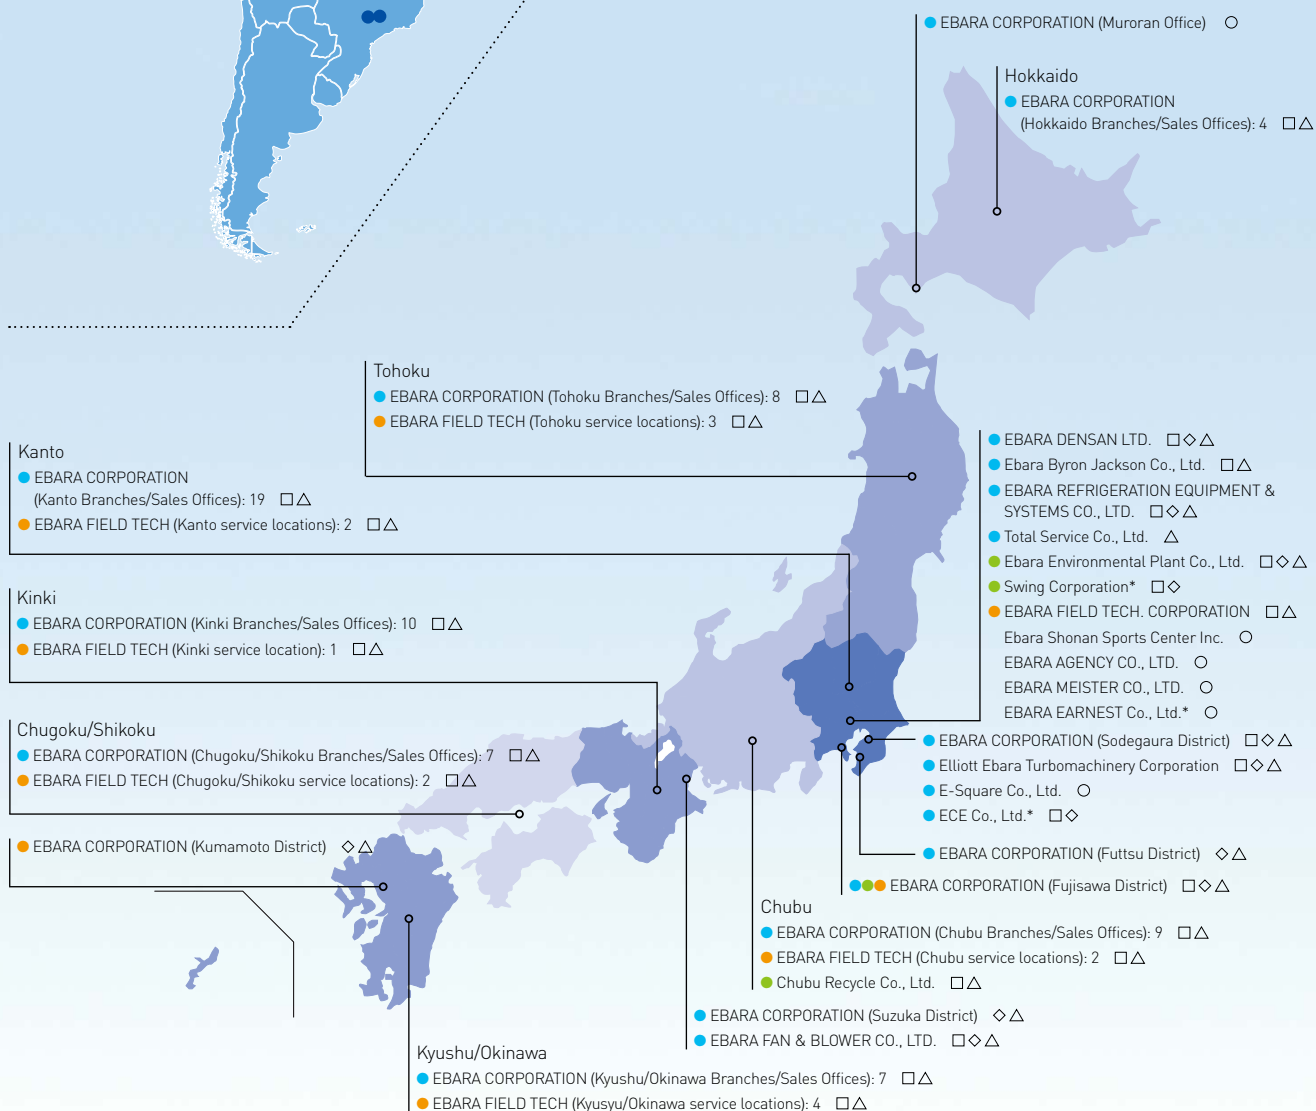 EBARA CORPORATION (Muroran Office) ○
Hokkaido
EBARA CORPORATION
(Hokkaido Branches/Sales Offices): 4 □△
Tohoku
EBARA CORPORATION (Tohoku Branches/Sales Offices): 8 □△
EBARA FIELD TECH (Tohoku service locations): 3 □△
Kanto
EBARA CORPORATION
(Kanto Branches/Sales Offices): 19 □△
EBARA FIELD TECH (Kanto service locations): 2 □△
Kinki
EBARA CORPORATION (Kinki Branches/Sales Offices): 10 □△
EBARA FIELD TECH (Kinki service location): 1 □△
Chugoku/Shikoku
EBARA CORPORATION (Chugoku/Shikoku Branches/Sales Offices): 7 □△
EBARA FIELD TECH (Chugoku/Shikoku service locations): 2 □△
EBARA CORPORATION (Kumamoto District) ◇△
EBARA DENSAN LTD. □◇△
Ebara Byron Jackson Co., Ltd. □△
EBARA REFRIGERATION EQUIPMENT &
SYSTEMS CO., LTD. □◇△
Total Service Co., Ltd. △
Ebara Environmental Plant Co., Ltd. □◇△
Swing Corporation* □◇
EBARA FIELD TECH. CORPORATION □△
Ebara Shonan Sports Center Inc. ○
EBARA AGENCY CO., LTD. ○
EBARA MEISTER CO., LTD. ○
EBARA EARNEST Co., Ltd.* ○
EBARA CORPORATION (Sodegaura District) □◇△
Elliott Ebara Turbomachinery Corporation □◇△
E-Square Co., Ltd. ○
ECE Co., Ltd.* □◇
EBARA CORPORATION (Futtsu District) ◇△
EBARA CORPORATION (Fujisawa District) □◇△
Chubu
EBARA CORPORATION (Chubu Branches/Sales Offices): 9 □△
EBARA FIELD TECH (Chubu service locations): 2 □△
Chubu Recycle Co., Ltd. □△
EBARA CORPORATION (Suzuka District) ◇△
EBARA FAN & BLOWER CO., LTD. □◇△
Kyushu/Okinawa
EBARA CORPORATION (Kyushu/Okinawa Branches/Sales Offices): 7 □△
EBARA FIELD TECH (Kyusyu/Okinawa service locations): 4 □△